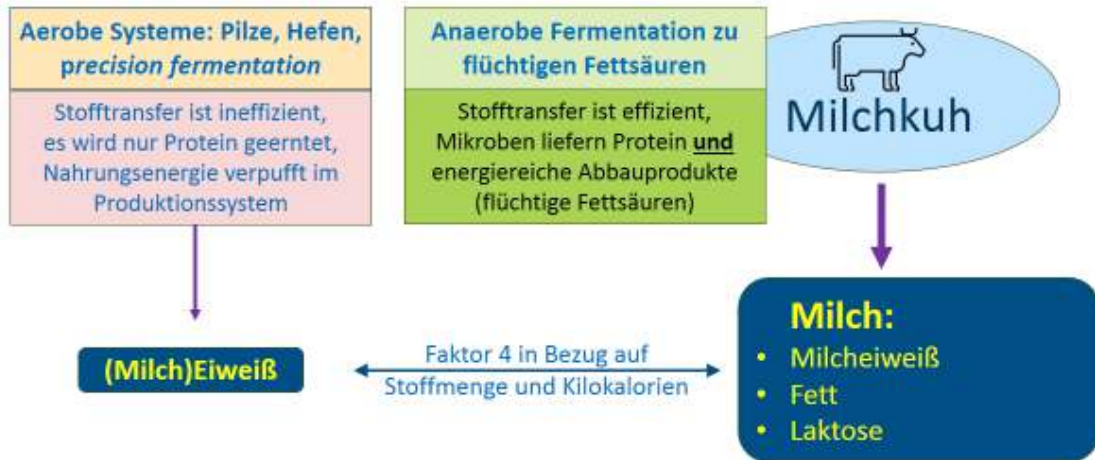 Aerobe Systeme: Pilze, Hefen,
precision fermentation
Stofftransfer ist ineffizient,
es wird nur Protein geerntet,
Nahrungsenergie verpufft im
Produktionssystem
Anaerobe Fermentation zu
flüchtigen Fettsäuren
Stofftransfer ist effizient,
Mikroben liefern Protein und
energiereiche Abbauprodukte
(flüchtige Fettsäuren)
Milchkuh
(Milch)Eiweiß
Faktor 4 in Bezug auf
Stoffmenge und Kilokalorien
Milch:
• Milcheiweiß
• Fett
• Laktose